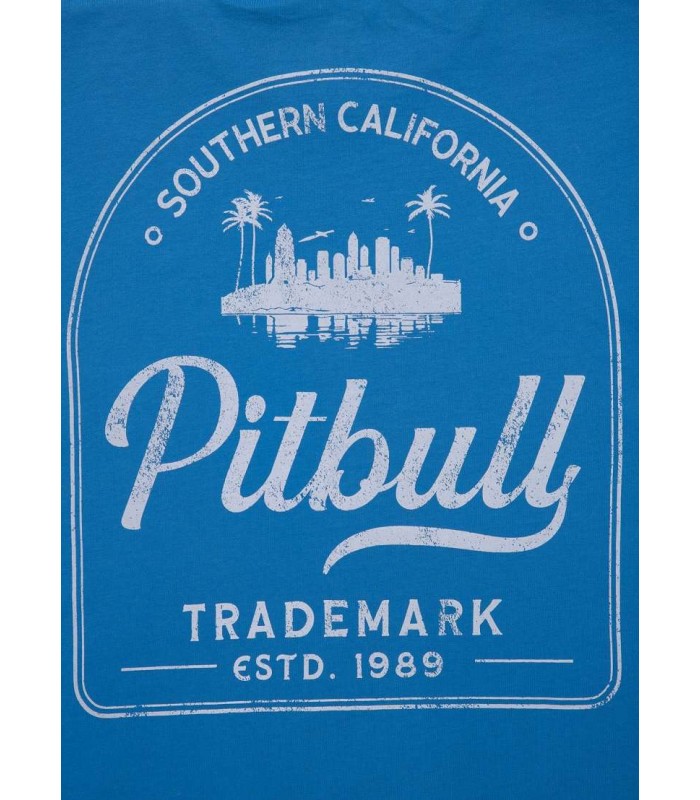 SOUTHERN CALIFORNIA
Pitbull
TRADEMARK
ESTD. 1989